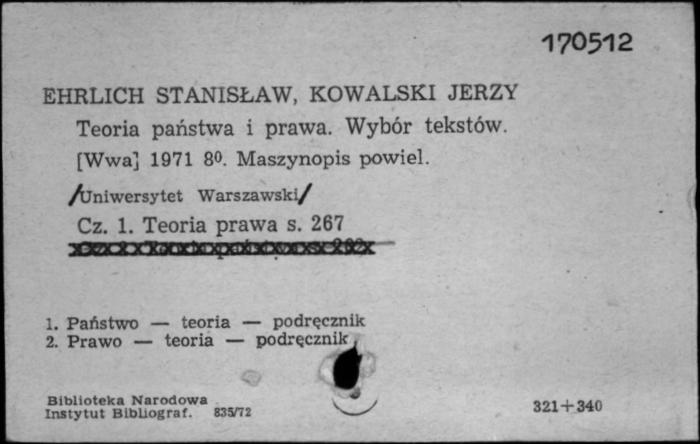 170512
EHRLICH STANISŁAW, KOWALSKI JERZY
Teoria państwa i prawa. Wybór tekstów.
[Wwa] 1971 8º. Maszynopis powiel.
/Uniwersytet Warszawski/
Cz. 1. Teoria prawa s. 267
1. Państwo — teoria — podręcznik
2. Prawo — teoria — podręcznik
Biblioteka Narodowa
Instytut Bibliograf. 835/72
321+340